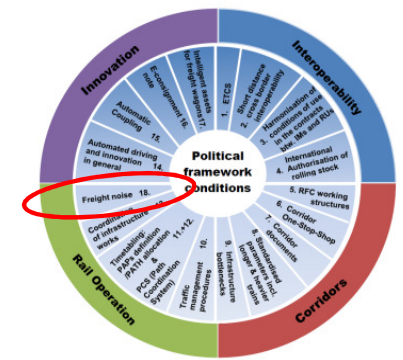 Innovation
Interoperability
Corridors
Rail Operation
Political
framework
conditions
1. ETCS
Short distance
2. cross border
interoperability
Harmonisation of
conditions of use
3. in the contracts
btw. IMs and RUs
International
4. Authorisation of
rolling stock
5. RFC working
structures
6. Corridor
One-Stop-Shop
7. Corridor
documents
8. Standardised
parameters incl.
longer & heavier
trains
9. Infrastructure
bottlenecks
10.
Traffic
management
procedures
11.+12.
Timetabling:
PAPs definition
/PATH allocation
&
PCS (Path
Coordination
System)
Coordination
of infrastructure
works
Freight noise 18.
Automated driving
and innovation 14.
in general
Automatic
Coupling 15.
E-consignment 16.
note
Intelligent assets
for freight wagons 17.